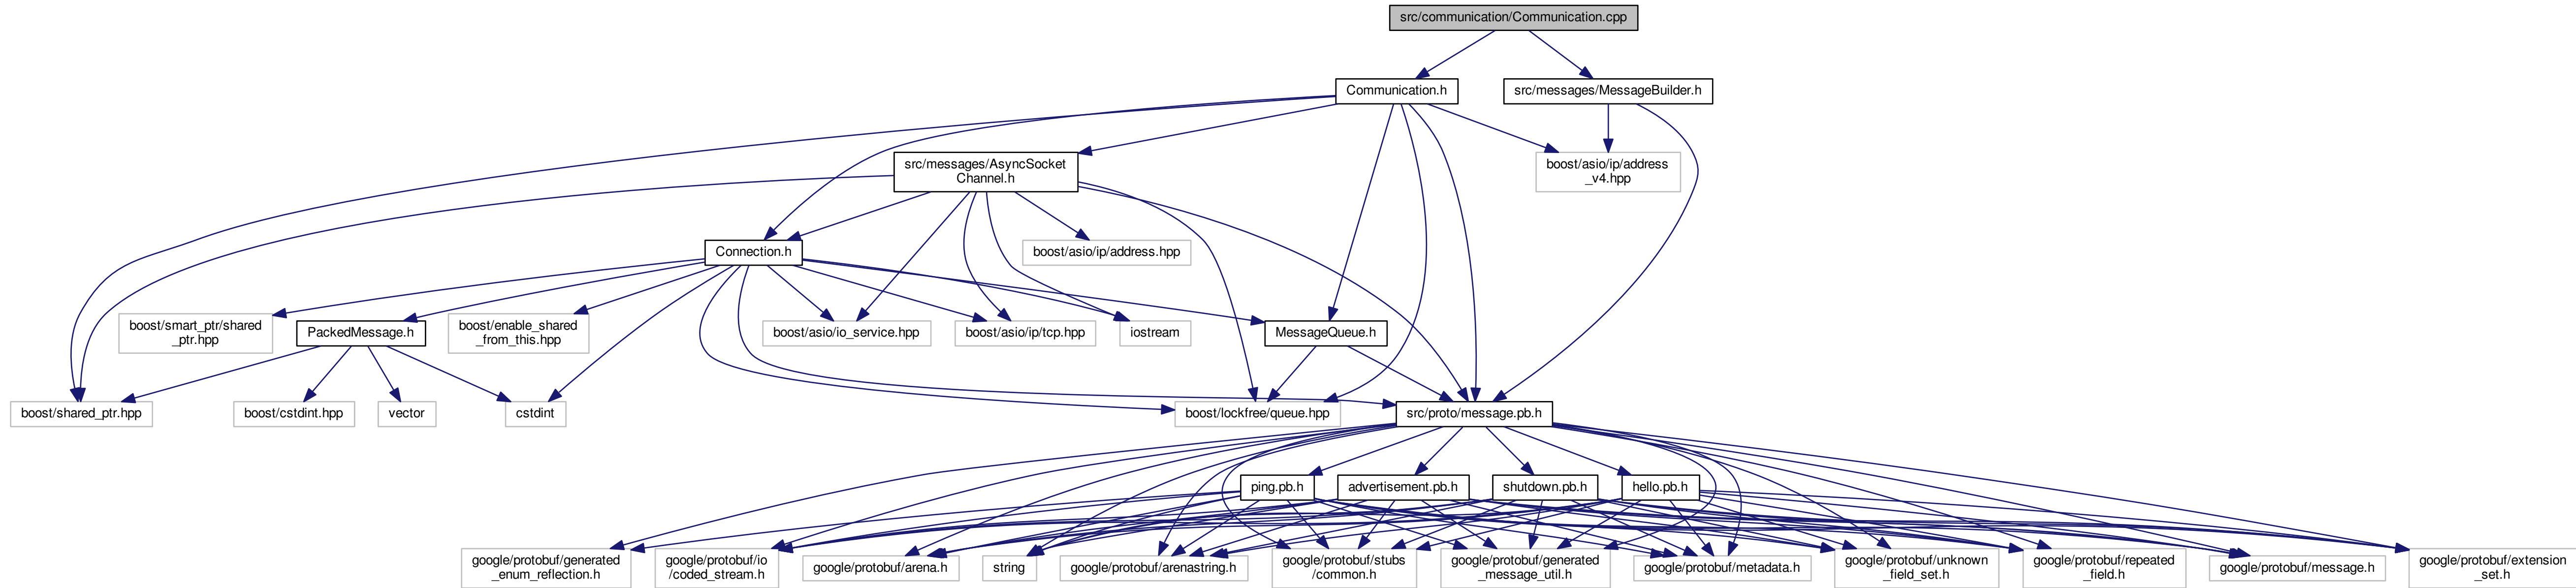 src/communication/Communication.cpp
Communication.h
src/messages/MessageBuilder.h
src/messages/AsyncSocket
Channel.h
boost/asio/ip/address
_v4.hpp
Connection.h
boost/asio/ip/address.hpp
boost/smart_ptr/shared
_ptr.hpp
PackedMessage.h
boost/enable_shared
_from_this.hpp
boost/asio/io_service.hpp
boost/asio/ip/tcp.hpp
iostream
MessageQueue.h
boost/shared_ptr.hpp
boost/cstdint.hpp
vector
cstdint
boost/lockfree/queue.hpp
src/proto/message.pb.h
ping.pb.h
advertisement.pb.h
shutdown.pb.h
hello.pb.h
google/protobuf/generated
_enum_reflection.h
google/protobuf/io
/coded_stream.h
google/protobuf/arena.h
string
google/protobuf/arenastring.h
google/protobuf/stubs
/common.h
google/protobuf/generated
_message_util.h
google/protobuf/metadata.h
google/protobuf/unknown
_field_set.h
google/protobuf/repeated
_field.h
google/protobuf/message.h
google/protobuf/extension
_set.h